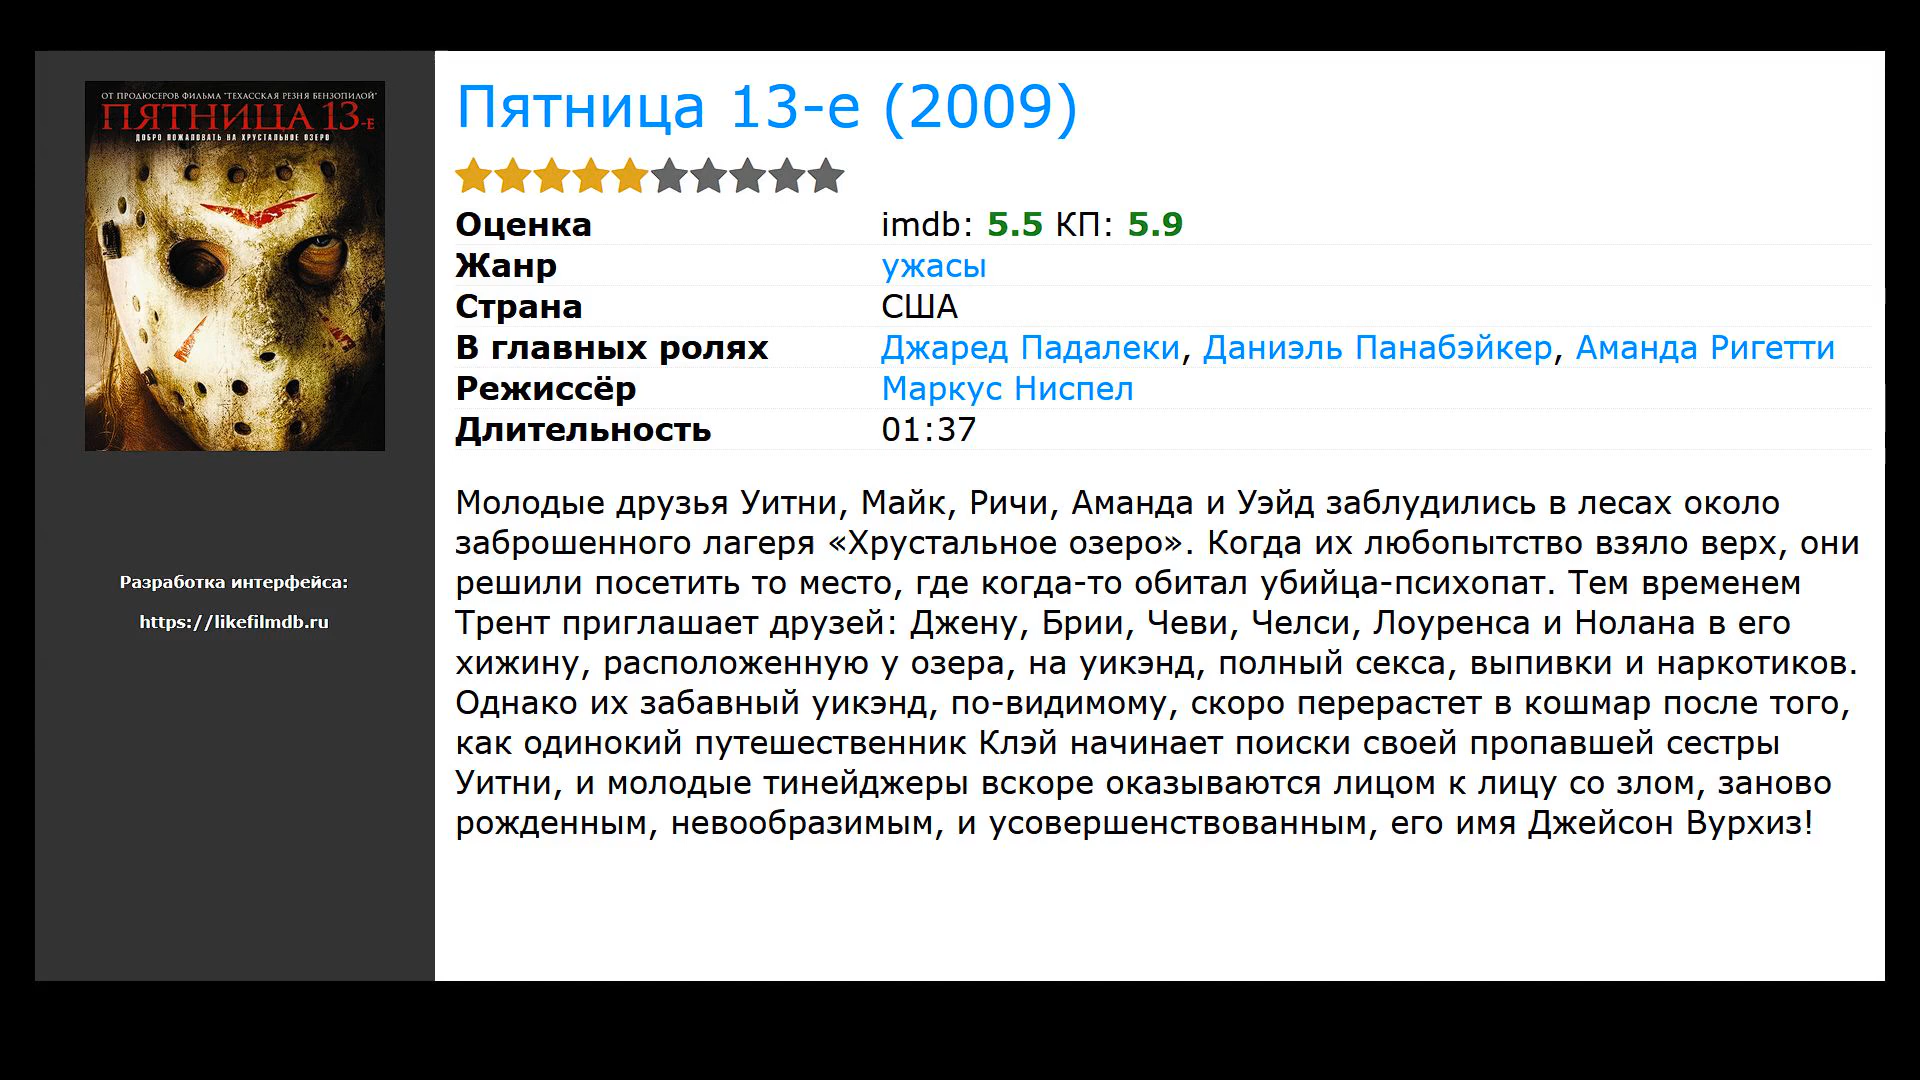 ОТ ПРОДЮСЕРОВ ФИЛЬМА "ТЕХАССКАЯ РЕЗНЯ БЕНЗОПИЛОЙ"
ПЯТНИЦА 13-Е
ДОБРО ПОЖАЛОВАТЬ НА ХРУСТАЛЬНОЕ ОЗЕРО
Разработка интерфейса:
https://likefilmdb.ru
Пятница 13-е (2009)
Оценка imdb: 5.5 КП: 5.9
Жанр ужасы
Страна США
В главных ролях Джаред Падалеки, Даниэль Панабэйкер, Аманда Ригетти
Режиссёр Маркус Ниспел
Длительность 01:37
Молодые друзья Уитни, Майк, Ричи, Аманда и Уэйд заблудились в лесах около
заброшенного лагеря «Хрустальное озеро». Когда их любопытство взяло верх, они
решили посетить то место, где когда-то обитал убийца-психопат. Тем временем
Трент приглашает друзей: Джену, Брии, Чеви, Челси, Лоуренса и Нолана в его
хижину, расположенную у озера, на уикэнд, полный секса, выпивки и наркотиков.
Однако их забавный уикэнд, по-видимому, скоро перерастет в кошмар после того,
как одинокий путешественник Клэй начинает поиски своей пропавшей сестры
Уитни, и молодые тинейджеры вскоре оказываются лицом к лицу со злом, заново
рожденным, невообразимым, и усовершенствованным, его имя Джейсон Вурхиз!